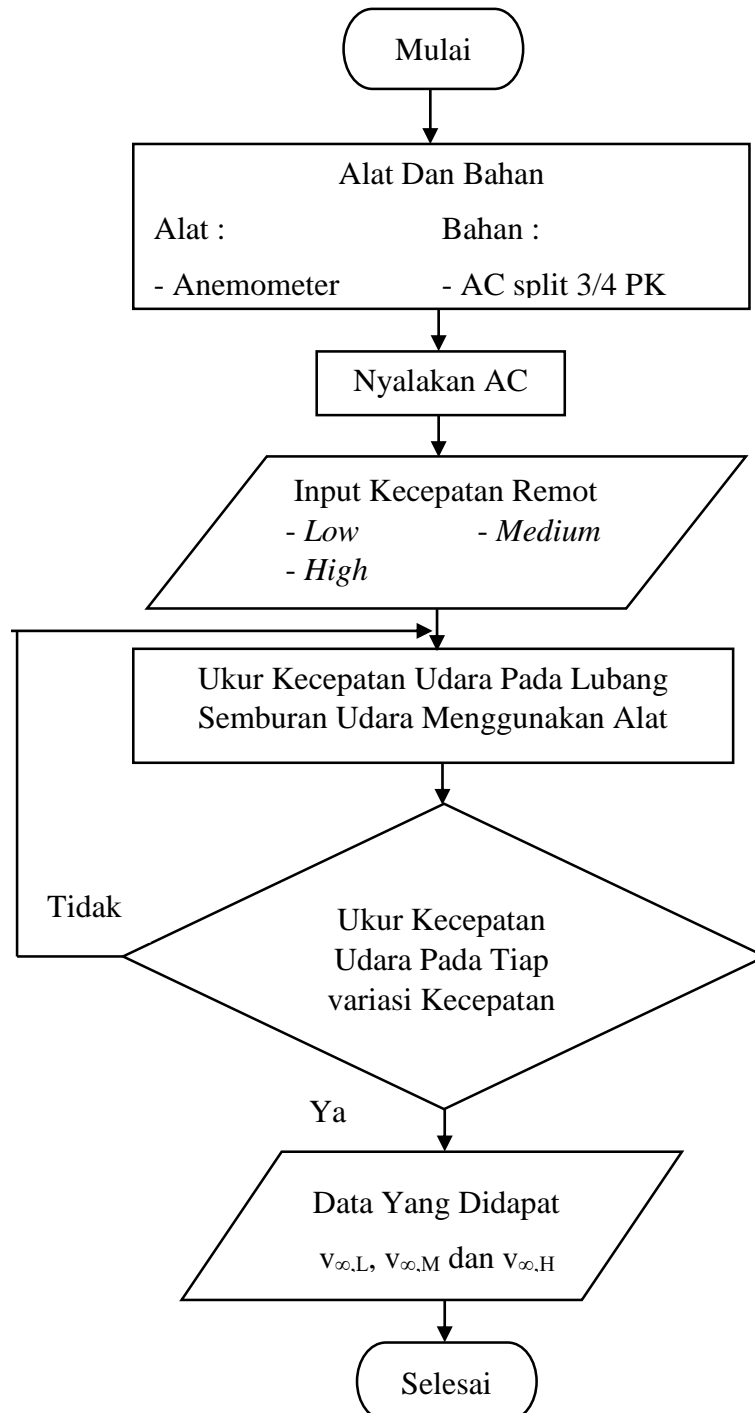 Mulai
Alat Dan Bahan
Alat : Bahan :
- Anemometer - AC split 3/4 PK
Nyalakan AC
Input Kecepatan Remot
- Low - Medium
- High
Ukur Kecepatan Udara Pada Lubang
Semburan Udara Menggunakan Alat
Tidak
Ukur Kecepatan
Udara Pada Tiap
variasi Kecepatan
Ya
Data Yang Didapat
v∞,L, v∞,M dan v∞,H
Selesai